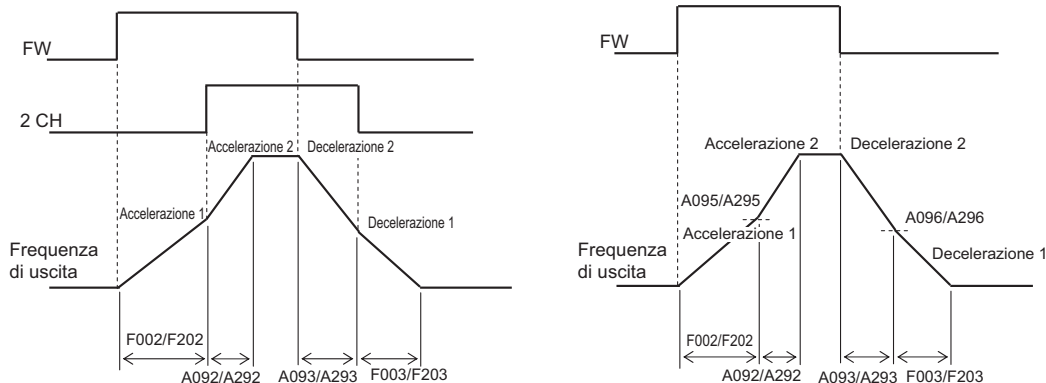 FW
2 CH
Accelerazione 2
Decelerazione 2
Accelerazione 1
Decelerazione 1
Frequenza
di uscita
F002/F202
A092/A292
A093/A293
F003/F203
FW
Accelerazione 2
Decelerazione 2
A095/A295
A096/A296
Accelerazione 1
Decelerazione 1
Frequenza
di uscita
F002/F202
A092/A292
A093/A293
F003/F203